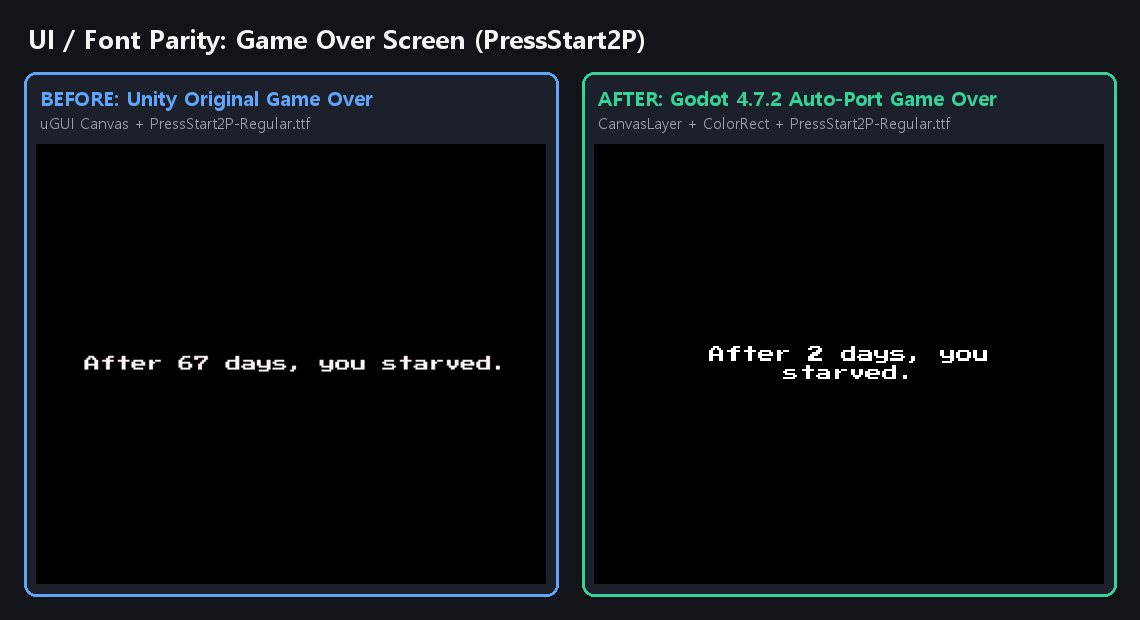 UI / Font Parity: Game Over Screen (PressStart2P)
BEFORE: Unity Original Game Over
uGUI Canvas + PressStart2P-Regular.ttf
After 67 days, you starved.
AFTER: Godot 4.7.2 Auto-Port Game Over
CanvasLayer + ColorRect + PressStart2P-Regular.ttf
After 2 days, you
starved.